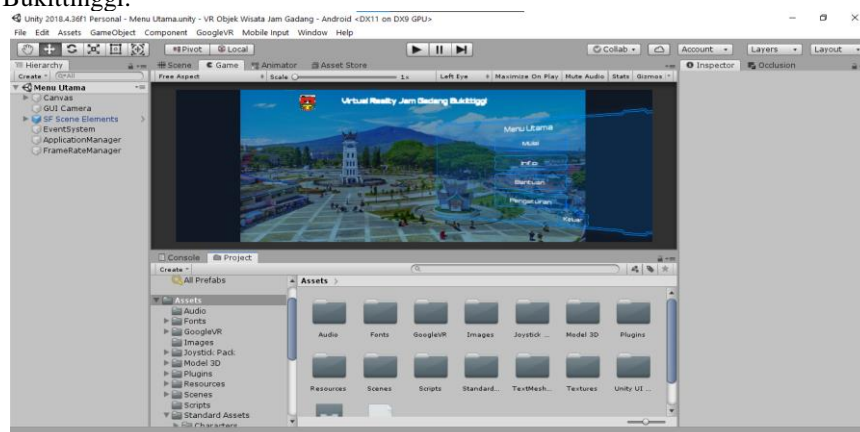 Bukittinggi.
Unity 2018.4.36f1 Personal - Menu Utama.unity - VR Objek Wisata Jam Gadang - Android <DX11 on DX9 GPU>
File Edit Assets GameObject Component GoogleVR Mobile Input Window Help
Pivot Local Collab Account Layers Layout
Hierarchy Scene Game Animator Asset Store Inspector Occlusion
Create All Free Aspect Scale 1x Left Eye Maximize On Play Mute Audio Stats Gizmos
Menu Utama
Canvas
GUI Camera
SF Scene Elements
EventSystem
ApplicationManager
FrameRateManager
Virtual Reality Jam Gadang Bukittinggi
Menu Utama
Mulai
Info
Bantuan
Pengaturan
Keluar
Console Project
Create
All Prefabs
Assets
Assets
Audio
Fonts
GoogleVR
Images
Joystick Pack
Model 3D
Plugins
Resources
Scenes
Scripts
Standard Assets
Characters
Audio Fonts GoogleVR Images Joystick ... Model 3D Plugins
Resources Scenes Scripts Standard... TextMesh... Textures Unity UI ...